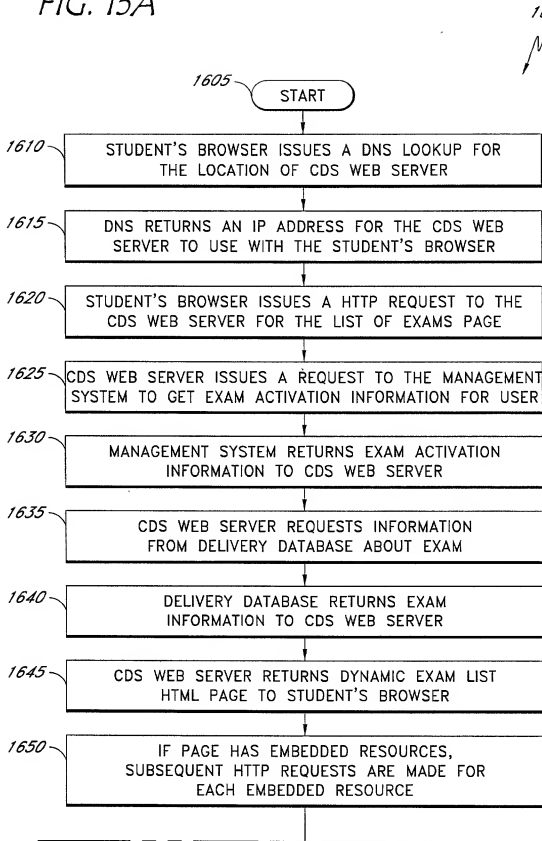 FIG. 15A
1605
START
1610
STUDENT'S BROWSER ISSUES A DNS LOOKUP FOR
THE LOCATION OF CDS WEB SERVER
1615
DNS RETURNS AN IP ADDRESS FOR THE CDS WEB
SERVER TO USE WITH THE STUDENT'S BROWSER
1620
STUDENT'S BROWSER ISSUES A HTTP REQUEST TO THE
CDS WEB SERVER FOR THE LIST OF EXAMS PAGE
1625
CDS WEB SERVER ISSUES A REQUEST TO THE MANAGEMENT
SYSTEM TO GET EXAM ACTIVATION INFORMATION FOR USER
1630
MANAGEMENT SYSTEM RETURNS EXAM ACTIVATION
INFORMATION TO CDS WEB SERVER
1635
CDS WEB SERVER REQUESTS INFORMATION
FROM DELIVERY DATABASE ABOUT EXAM
1640
DELIVERY DATABASE RETURNS EXAM
INFORMATION TO CDS WEB SERVER
1645
CDS WEB SERVER RETURNS DYNAMIC EXAM LIST
HTML PAGE TO STUDENT'S BROWSER
1650
IF PAGE HAS EMBEDDED RESOURCES,
SUBSEQUENT HTTP REQUESTS ARE MADE FOR
EACH EMBEDDED RESOURCE